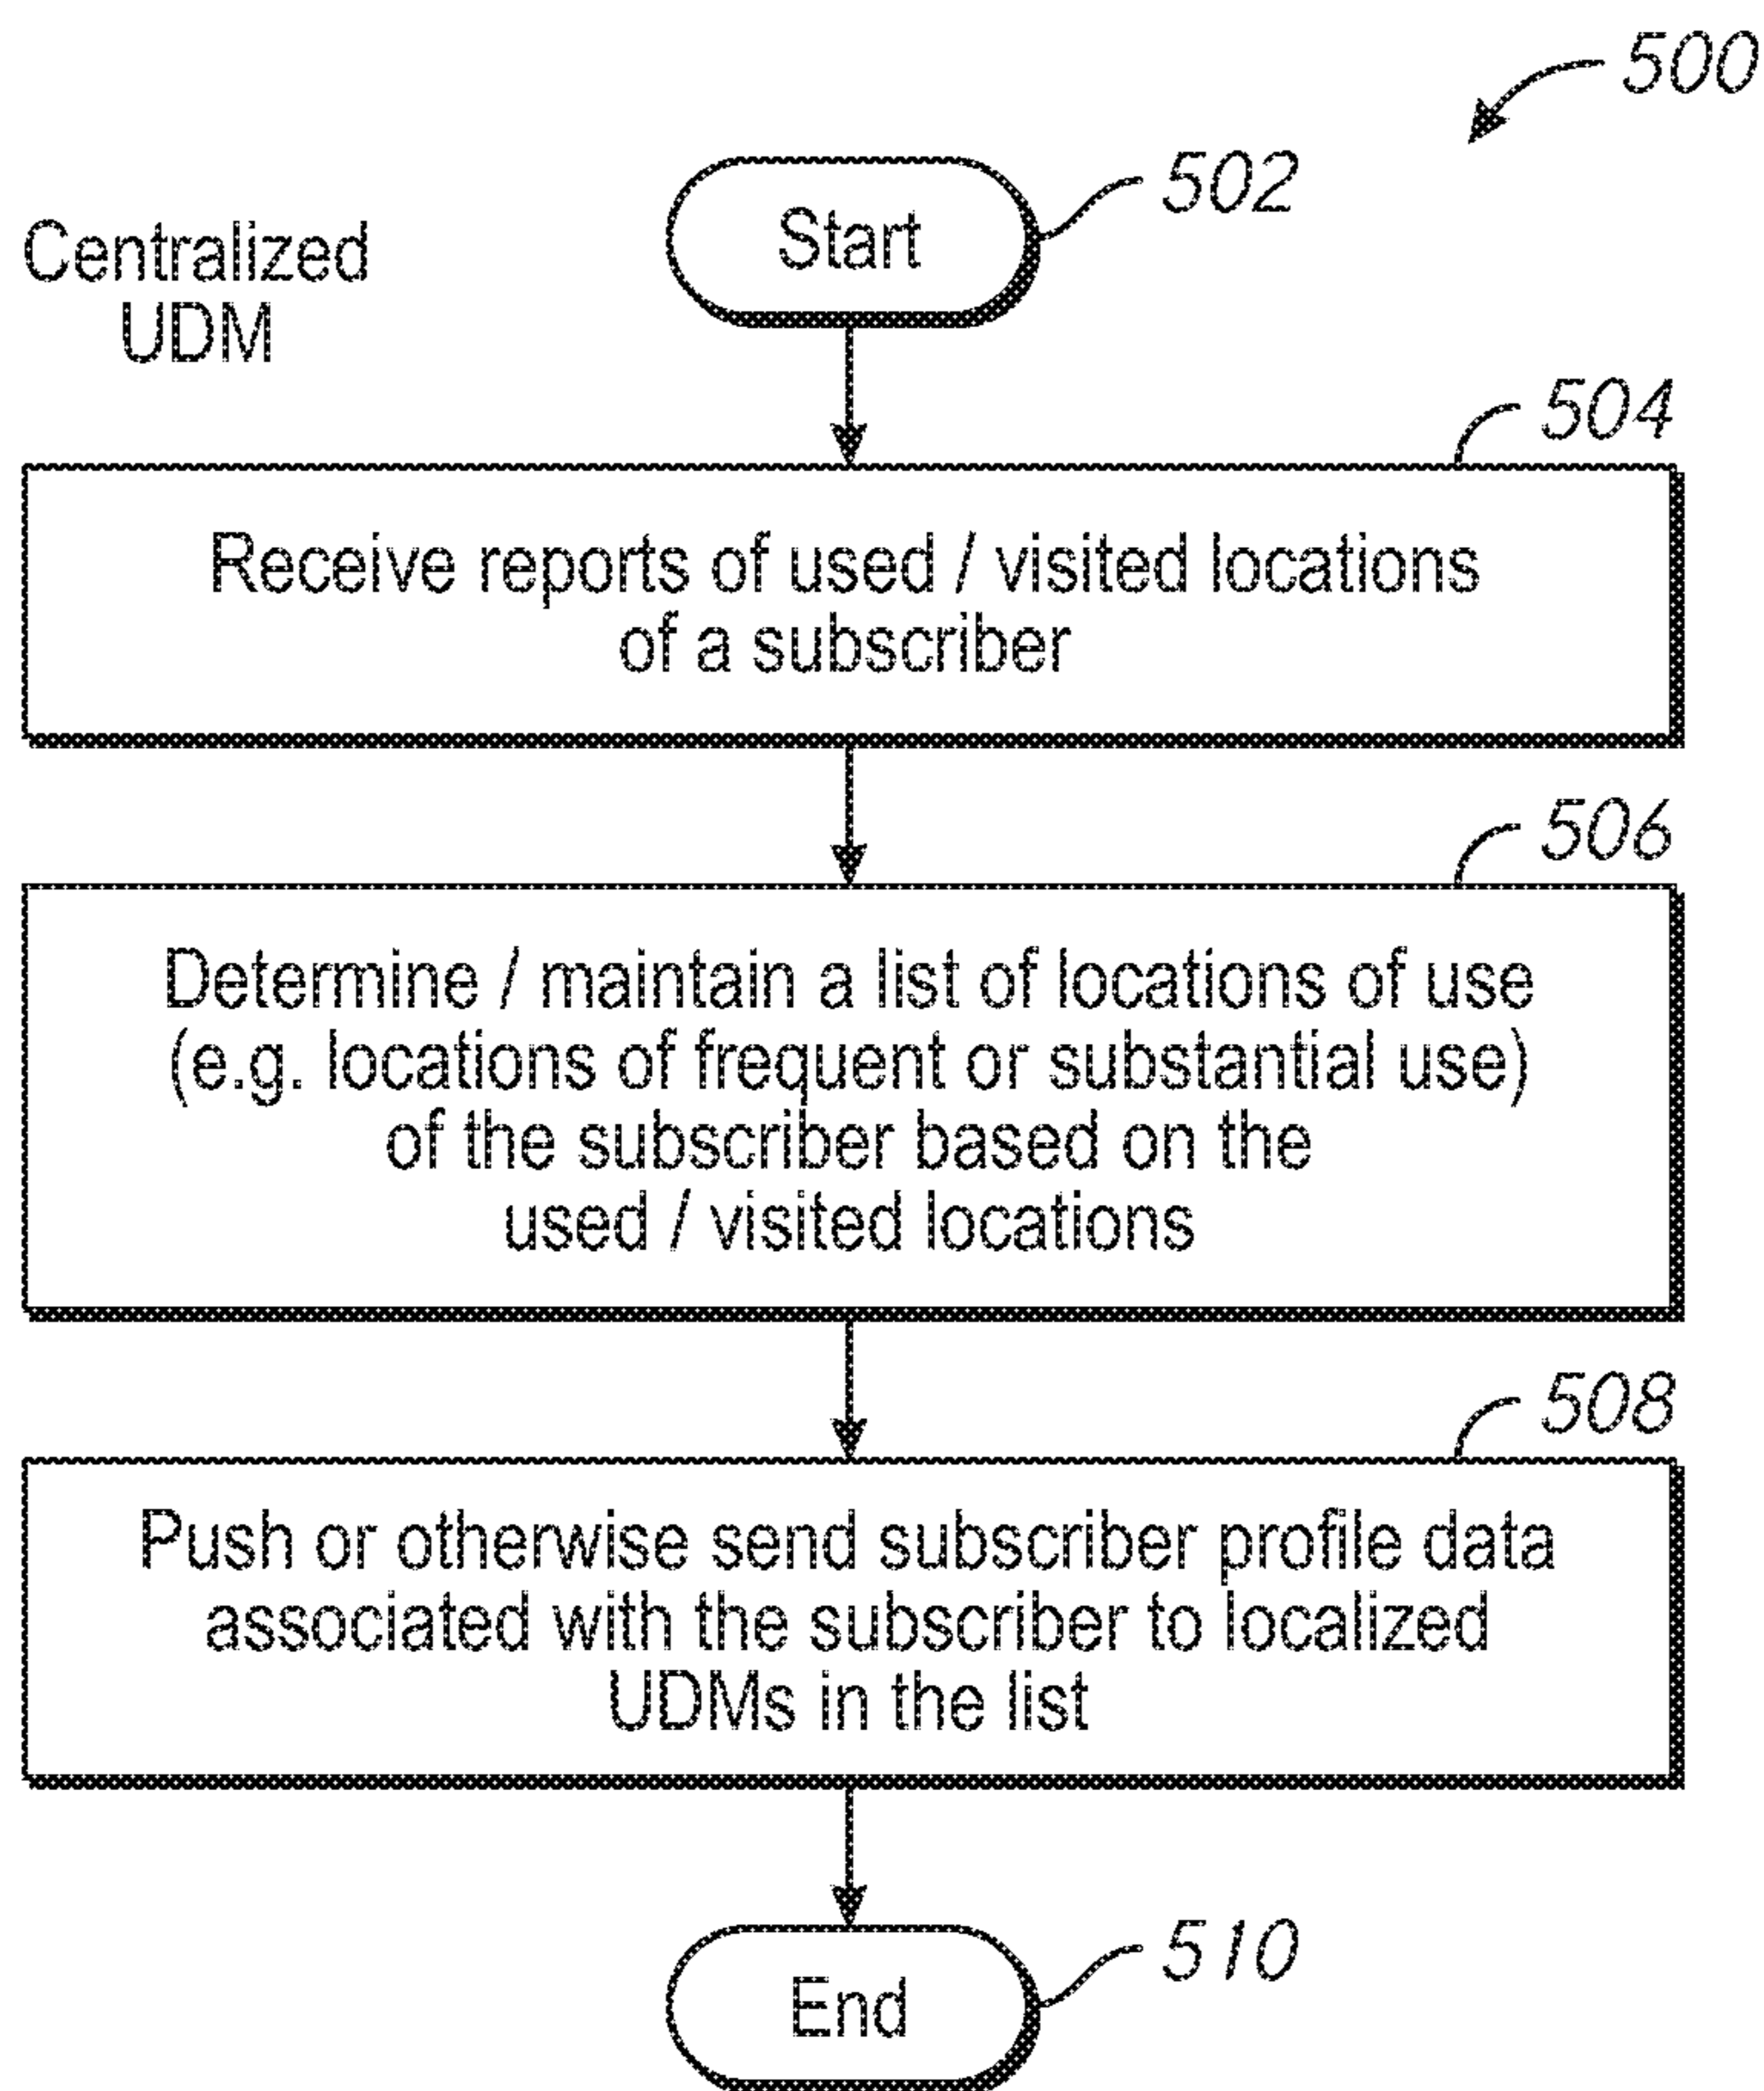 500
502
Start
Centralized
UDM
504
Receive reports of used / visited locations
of a subscriber
506
Determine / maintain a list of locations of use
(e.g. locations of frequent or substantial use)
of the subscriber based on the
used / visited locations
508
Push or otherwise send subscriber profile data
associated with the subscriber to localized
UDMs in the list
510
End